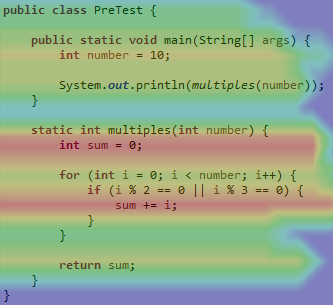 public class PreTest {
public static void main(String[] args) {
int number = 10;
System.out.println(multiples(number));
}
static int multiples(int number) {
int sum = 0;
for (int i = 0; i < number; i++) {
if (i % 2 == 0 || i % 3 == 0) {
sum += i;
}
}
return sum;
}
}